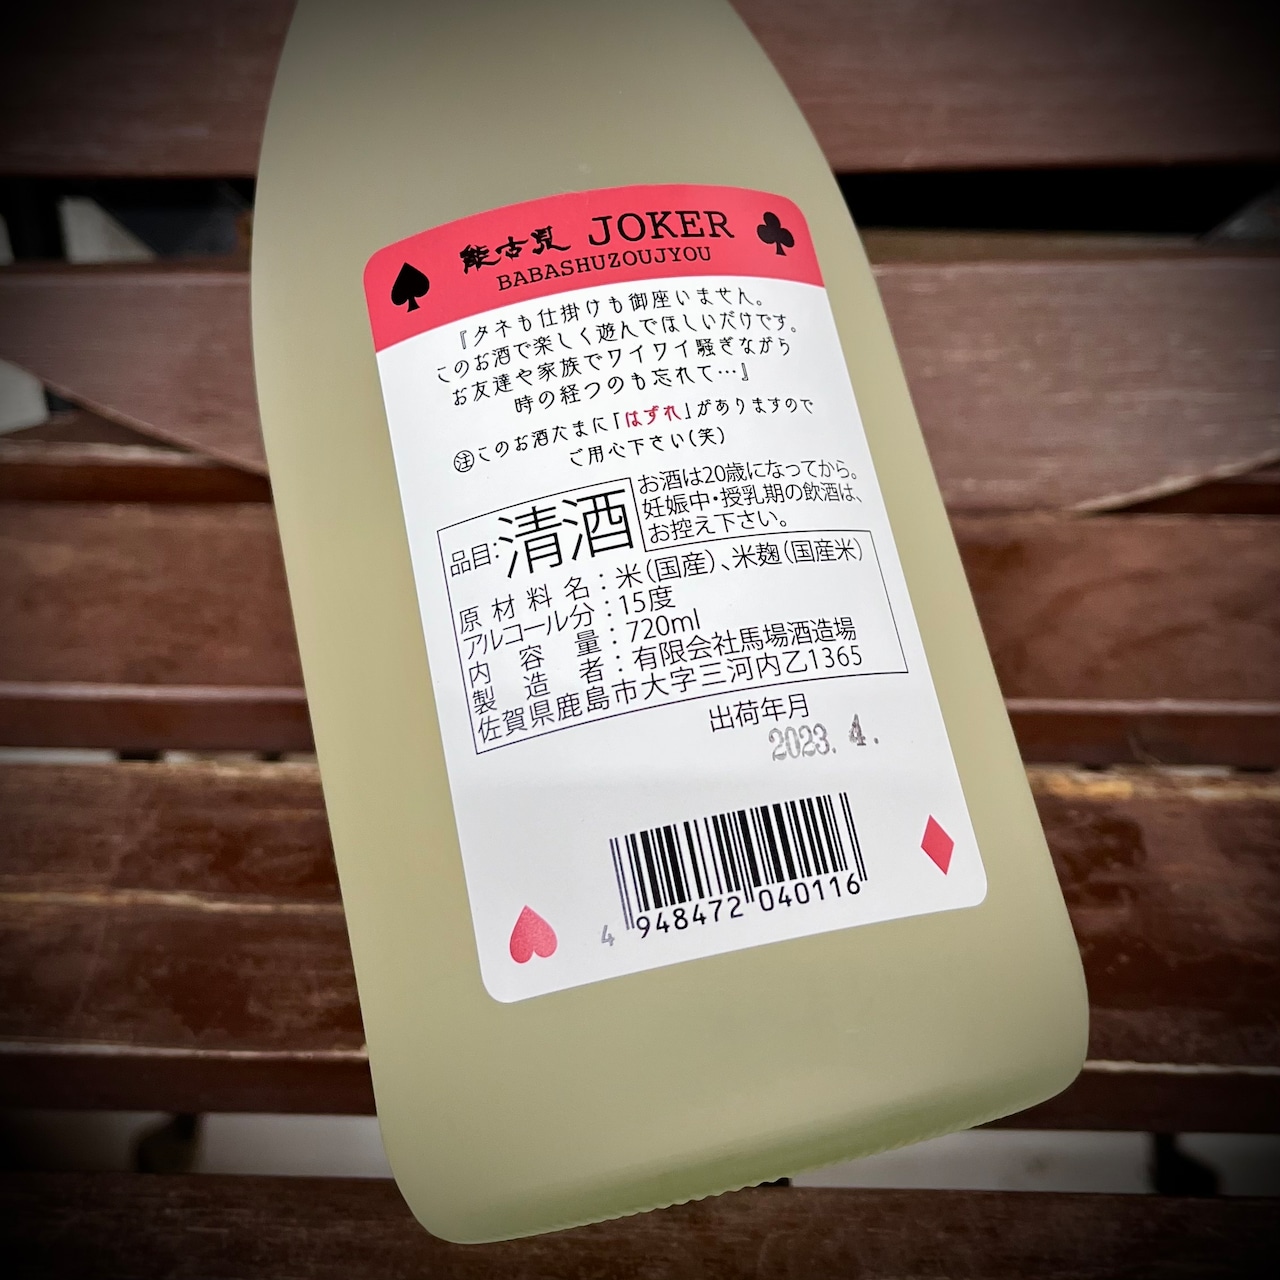 能古見 JOKER
BABASHUZOUJYOU
『タネも仕掛けも御座いません。
このお酒で楽しく遊んでほしいだけです。
お友達や家族でワイワイ騒ぎながら
時の経つのも忘れて…』
㊟このお酒たまに「はずれ」がありますので
ご用心下さい(笑)
品目:清酒
お酒は20歳になってから。
妊娠中・授乳期の飲酒は、
お控え下さい。
原材料名:米(国産)、米麹(国産米)
アルコール分:15度
内容量:720ml
製造者:有限会社馬場酒造場
佐賀県鹿島市大字三河内乙1365
出荷年月
2023. 4.
4 948472 040116